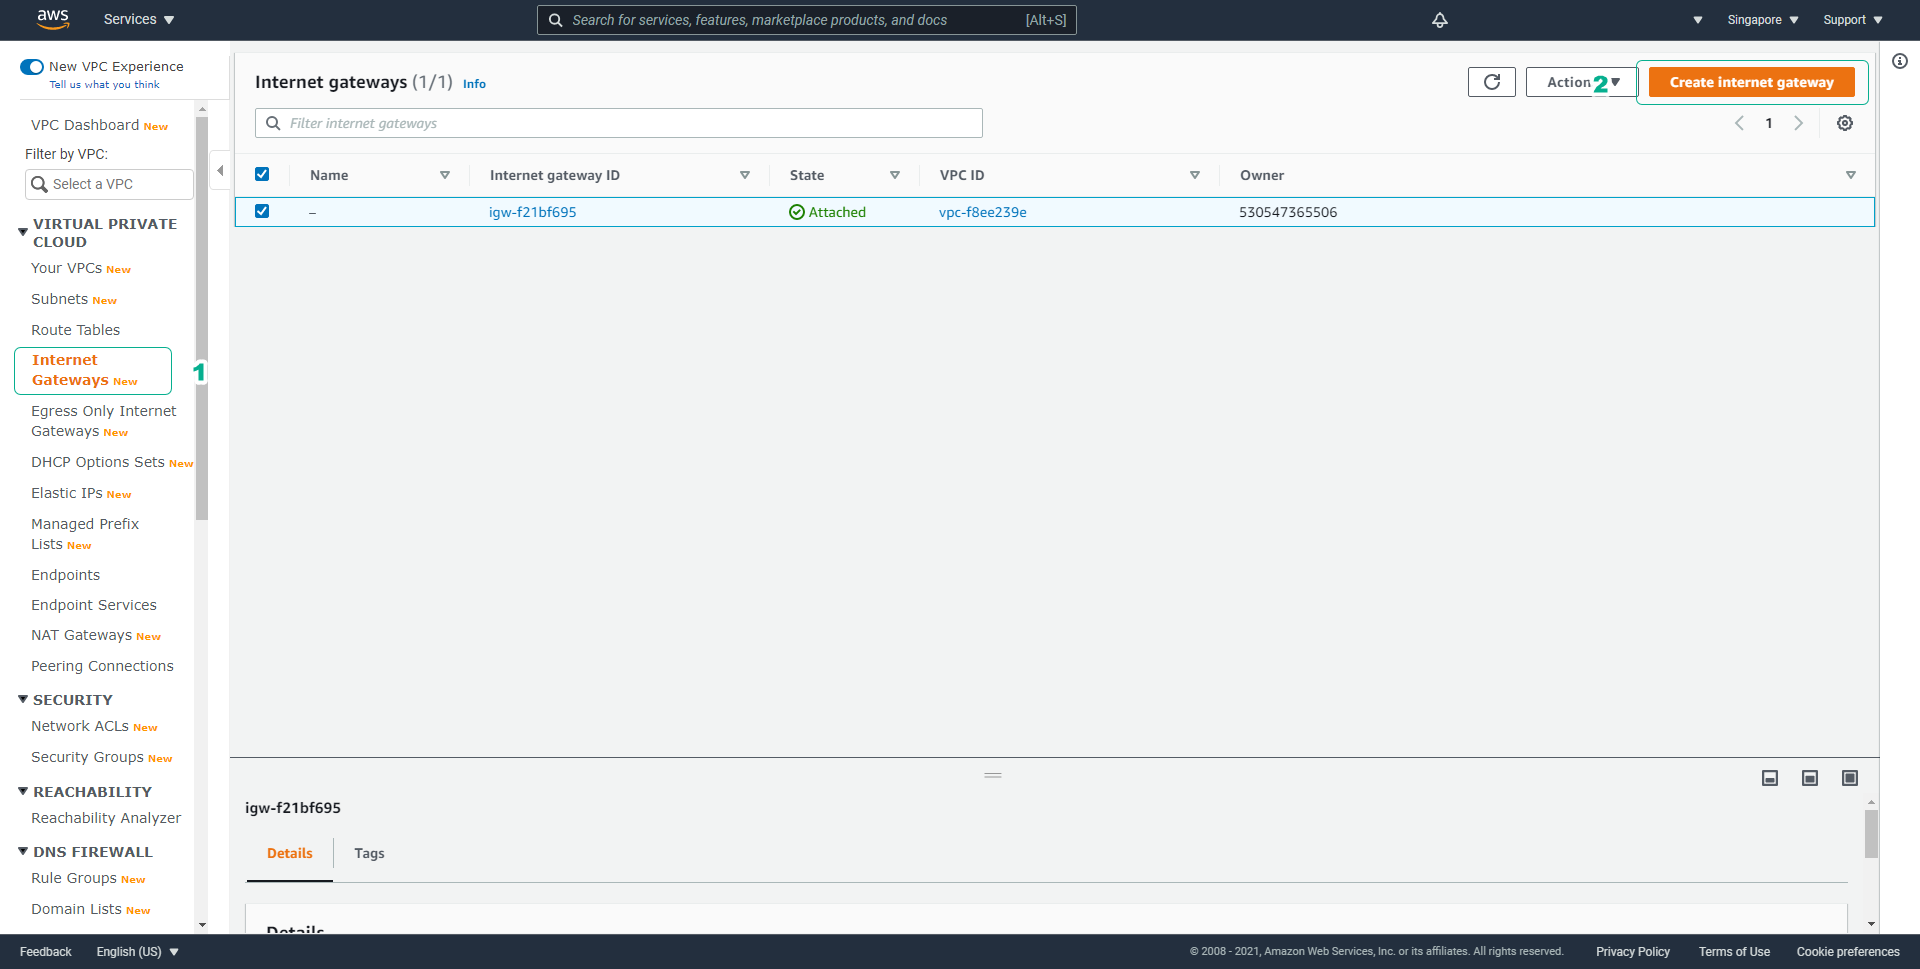 aws
Services
Search for services, features, marketplace products, and docs
[Alt+S]
Singapore
Support
New VPC Experience
Tell us what you think
VPC Dashboard New
Filter by VPC:
Select a VPC
VIRTUAL PRIVATE
CLOUD
Your VPCs New
Subnets New
Route Tables
Internet
Gateways New
1
Egress Only Internet
Gateways New
DHCP Options Sets New
Elastic IPs New
Managed Prefix
Lists New
Endpoints
Endpoint Services
NAT Gateways New
Peering Connections
SECURITY
Network ACLs New
Security Groups New
REACHABILITY
Reachability Analyzer
DNS FIREWALL
Rule Groups New
Domain Lists New
Internet gateways (1/1) Info
Action
2
Create internet gateway
Filter internet gateways
1
Name
Internet gateway ID
State
VPC ID
Owner
–
igw-f21bf695
Attached
vpc-f8ee239e
530547365506
igw-f21bf695
Details
Tags
Details
Feedback
English (US)
© 2008 - 2021, Amazon Web Services, Inc. or its affiliates. All rights reserved.
Privacy Policy
Terms of Use
Cookie preferences